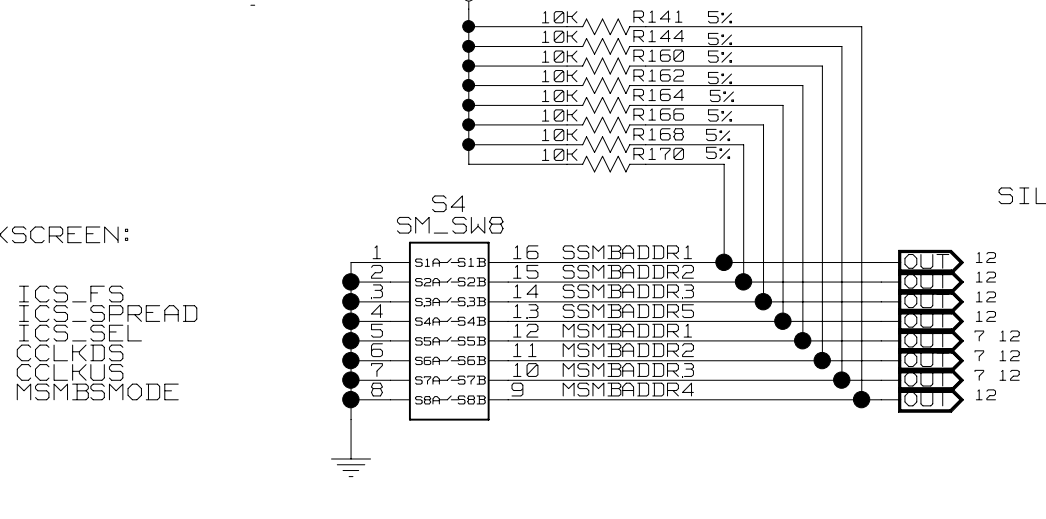 10K R141 5%
10K R144 5%
10K R160 5%
10K R162 5%
10K R164 5%
10K R166 5%
10K R168 5%
10K R170 5%
SIL
S4
SM_SW8
KSCREEN:
1 S1A/S1B 16 SSMBADDR1 OUT 12
2 S2A/S2B 15 SSMBADDR2 OUT 12
ICS_FS 3 S3A/S3B 14 SSMBADDR3 OUT 12
ICS_SPREAD 4 S4A/S4B 13 SSMBADDR5 OUT 12
ICS_SEL 5 S5A/S5B 12 MSMBADDR1 OUT 7 12
CCLKDS 6 S6A/S6B 11 MSMBADDR2 OUT 7 12
CCLKUS 7 S7A/S7B 10 MSMBADDR3 OUT 7 12
MSMBSMODE 8 S8A/S8B 9 MSMBADDR4 OUT 12